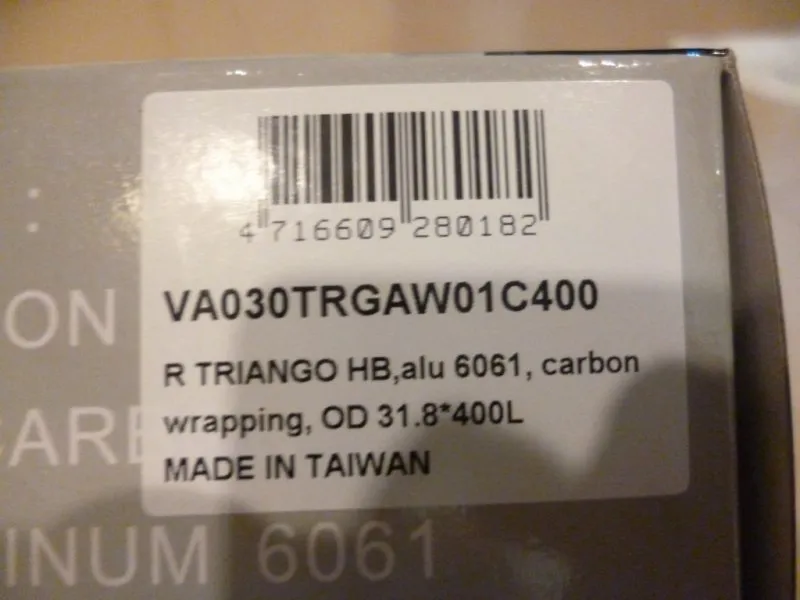 4 716609 280182
VA030TRGAW01C400
R TRIANGO HB,alu 6061, carbon
wrapping, OD 31.8*400L
MADE IN TAIWAN
:
ON
CARB
INUM 6061